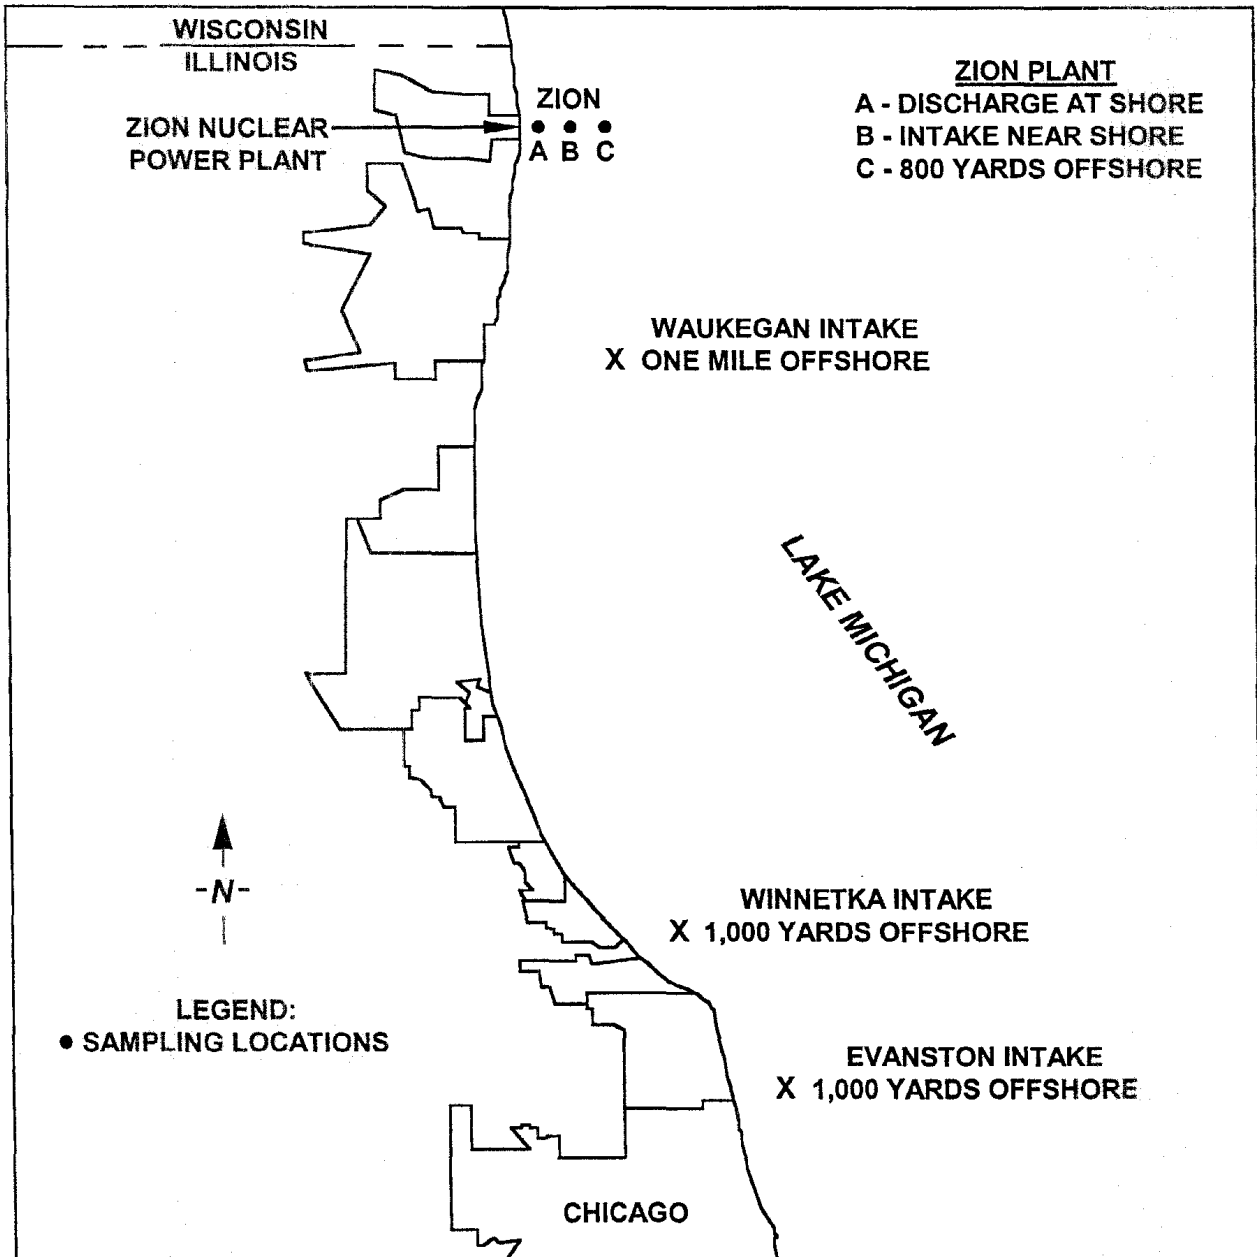 WISCONSIN
ILLINOIS
ZION PLANT
A - DISCHARGE AT SHORE
B - INTAKE NEAR SHORE
C - 800 YARDS OFFSHORE
ZION
ZION NUCLEAR
POWER PLANT
A B C
WAUKEGAN INTAKE
X ONE MILE OFFSHORE
LAKE MICHIGAN
-N-
WINNETKA INTAKE
X 1,000 YARDS OFFSHORE
LEGEND:
● SAMPLING LOCATIONS
EVANSTON INTAKE
X 1,000 YARDS OFFSHORE
CHICAGO